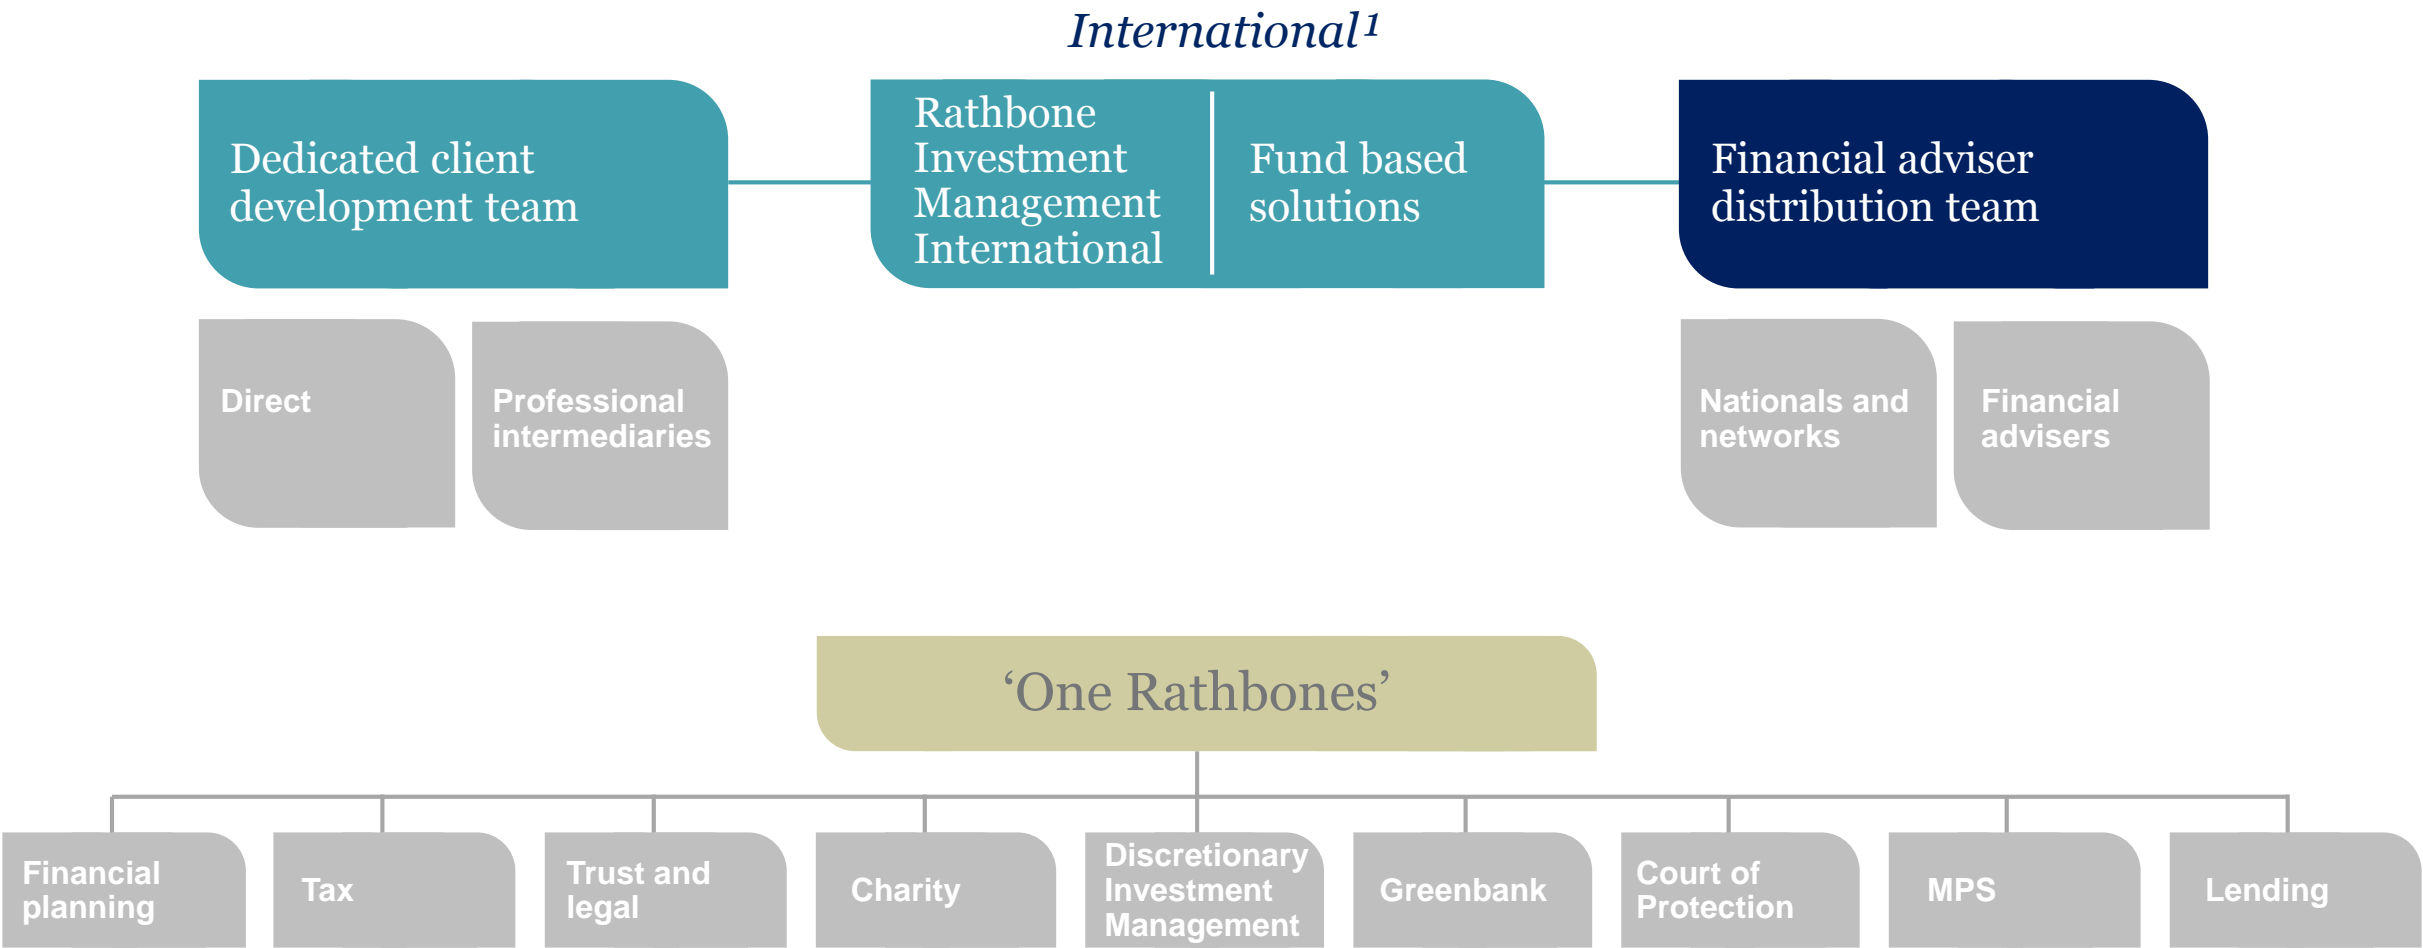 International¹
Dedicated client
development team
Rathbone
Investment
Management
International
Fund based
solutions
Financial adviser
distribution team
Direct
Professional
intermediaries
Nationals and
networks
Financial
advisers
‘One Rathbones’
Financial
planning
Tax
Trust and
legal
Charity
Discretionary
Investment
Management
Greenbank
Court of
Protection
MPS
Lending